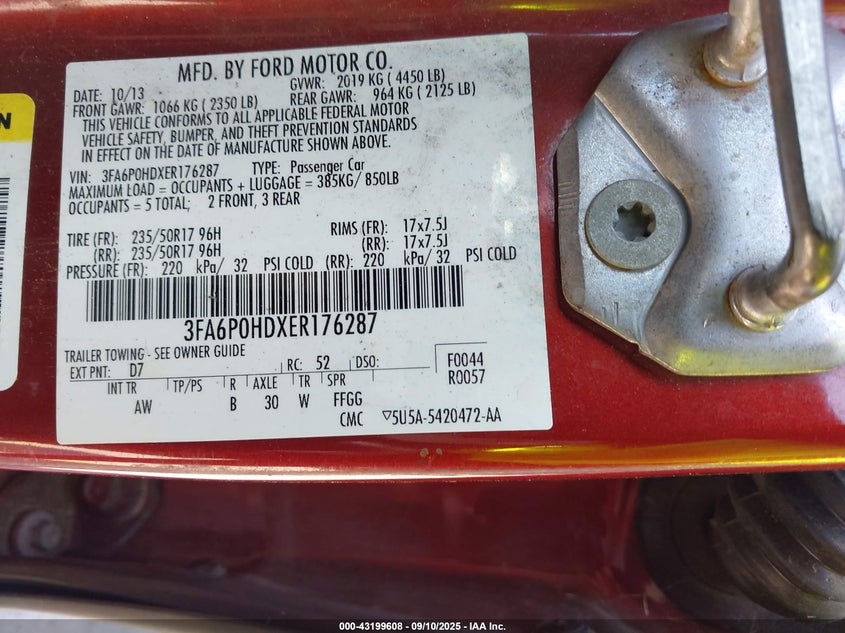 N
MFD. BY FORD MOTOR CO.
DATE: 10/13 GVWR: 2019 KG ( 4450 LB)
FRONT GAWR: 1066 KG ( 2350 LB) REAR GAWR: 964 KG ( 2125 LB)
THIS VEHICLE CONFORMS TO ALL APPLICABLE FEDERAL MOTOR
VEHICLE SAFETY, BUMPER, AND THEFT PREVENTION STANDARDS
IN EFFECT ON THE DATE OF MANUFACTURE SHOWN ABOVE.
VIN: 3FA6P0HDXER176287 TYPE: Passenger Car
MAXIMUM LOAD = OCCUPANTS + LUGGAGE = 385KG/ 850LB
OCCUPANTS = 5 TOTAL; 2 FRONT, 3 REAR
TIRE (FR): 235/50R17 96H RIMS (FR): 17x7.5J
(RR): 235/50R17 96H (RR): 17x7.5J
PRESSURE (FR): 220 kPa/ 32 PSI COLD (RR): 220 kPa/ 32 PSI COLD
3FA6P0HDXER176287
TRAILER TOWING - SEE OWNER GUIDE
EXT PNT: D7 RC: 52 DSO: F0044
INT TR TP/PS R AXLE TR SPR R0057
AW B 30 W FFGG
CMC ▽5U5A-5420472-AA
000-43199608 - 09/10/2025 - IAA Inc.